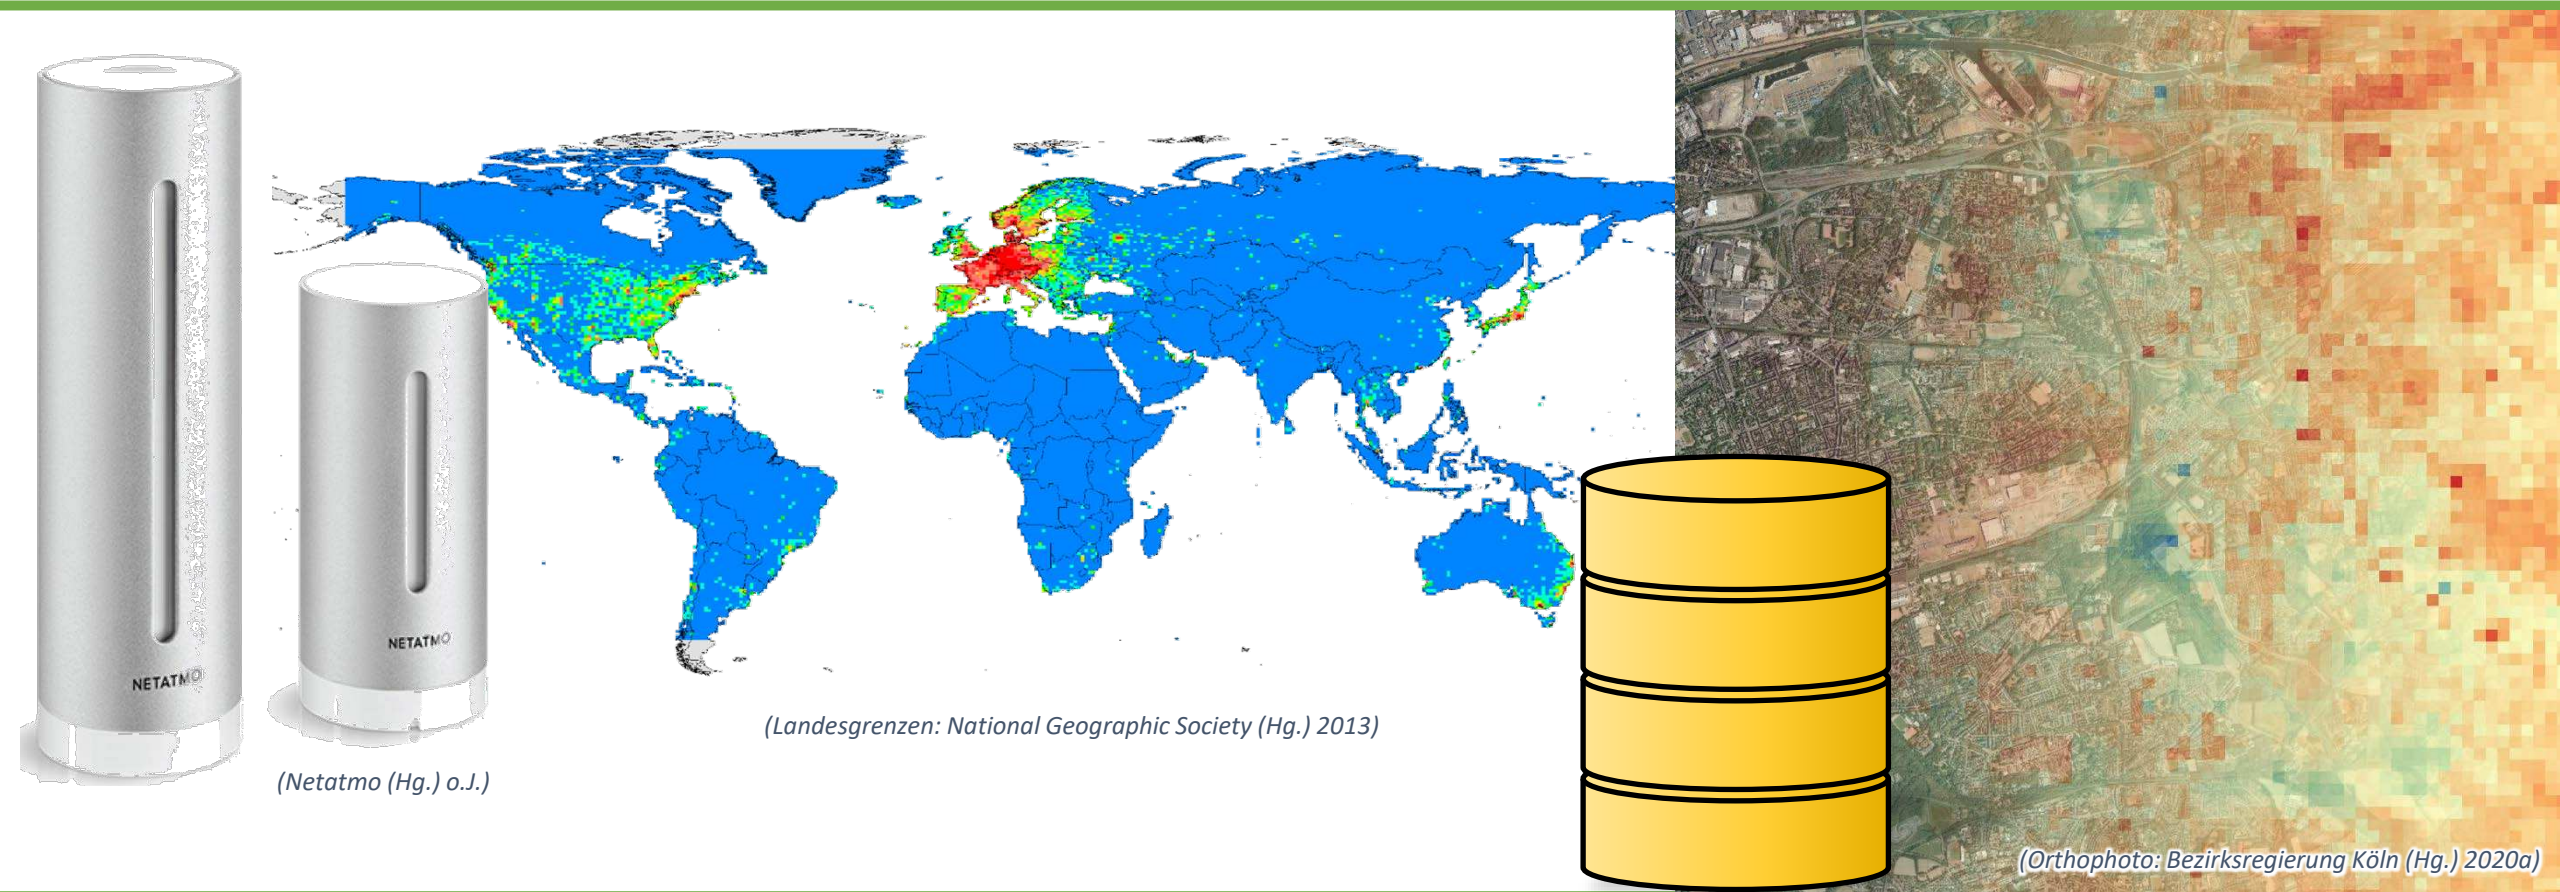 NETATMO
NETATMO
(Netatmo (Hg.) o.J.)
(Landesgrenzen: National Geographic Society (Hg.) 2013)
(Orthophoto: Bezirksregierung Köln (Hg.) 2020a)